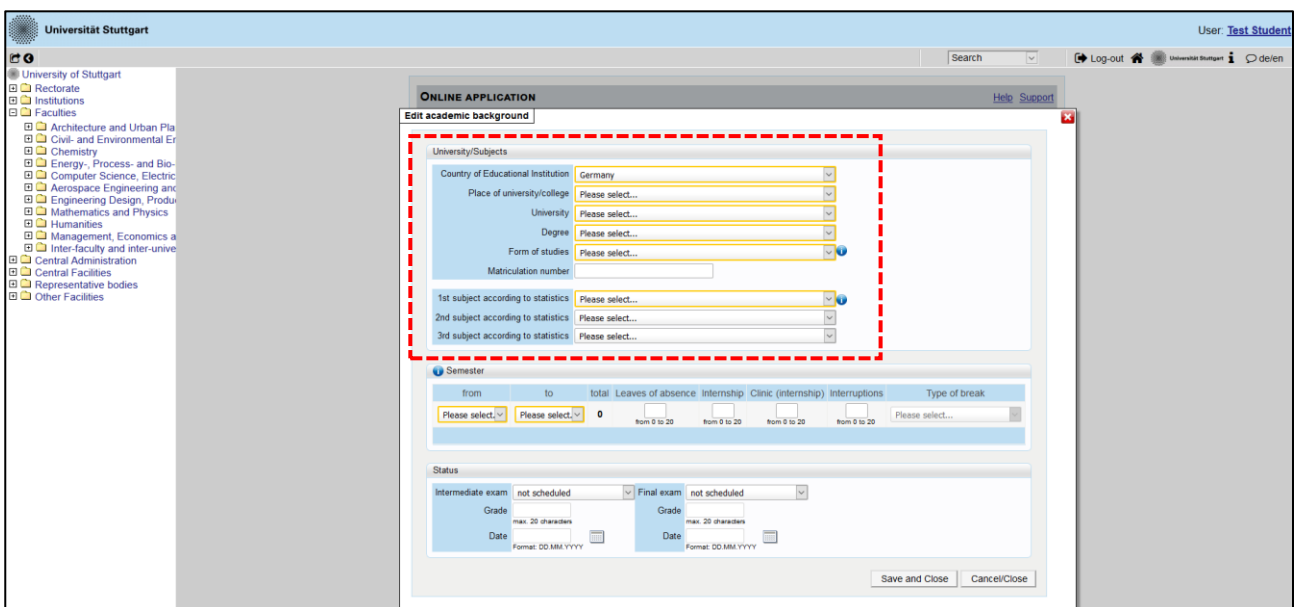 Universität Stuttgart
User: Test Student
Search
Log-out
Universität Stuttgart
i
de/en
University of Stuttgart
Rectorate
Institutions
Faculties
Architecture and Urban Pla
Civil- and Environmental Er
Chemistry
Energy-, Process- and Bio-
Computer Science, Electric
Aerospace Engineering and
Engineering Design, Produ
Mathematics and Physics
Humanities
Management, Economics a
Inter-faculty and inter-unive
Central Administration
Central Facilities
Representative bodies
Other Facilities
ONLINE APPLICATION
Help Support
Edit academic background
University/Subjects
Country of Educational Institution Germany
Place of university/college Please select...
University Please select...
Degree Please select...
Form of studies Please select...
Matriculation number
1st subject according to statistics Please select...
2nd subject according to statistics Please select...
3rd subject according to statistics Please select...
Semester
from to total Leaves of absence Internship Clinic (internship) Interruptions Type of break
Please select. Please select. 0 Please select...
from 0 to 20 from 0 to 20 from 0 to 20 from 0 to 20
Status
Intermediate exam not scheduled Final exam not scheduled
Grade Grade
max. 20 characters max. 20 characters
Date Date
Format: DD.MM.YYYY Format: DD.MM.YYYY
Save and Close Cancel/Close